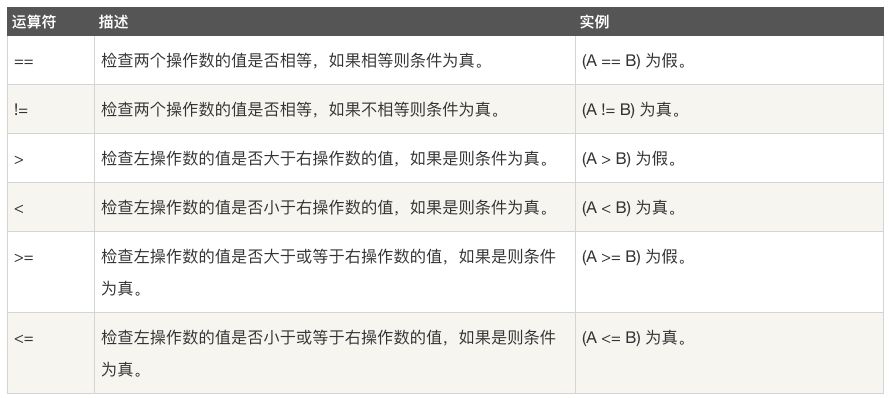 运算符 描述 实例
== 检查两个操作数的值是否相等，如果相等则条件为真。 (A == B) 为假。
!= 检查两个操作数的值是否相等，如果不相等则条件为真。 (A != B) 为真。
> 检查左操作数的值是否大于右操作数的值，如果是则条件为真。 (A > B) 为假。
< 检查左操作数的值是否小于右操作数的值，如果是则条件为真。 (A < B) 为真。
>= 检查左操作数的值是否大于或等于右操作数的值，如果是则条件 (A >= B) 为假。
为真。
<= 检查左操作数的值是否小于或等于右操作数的值，如果是则条件 (A <= B) 为真。
为真。